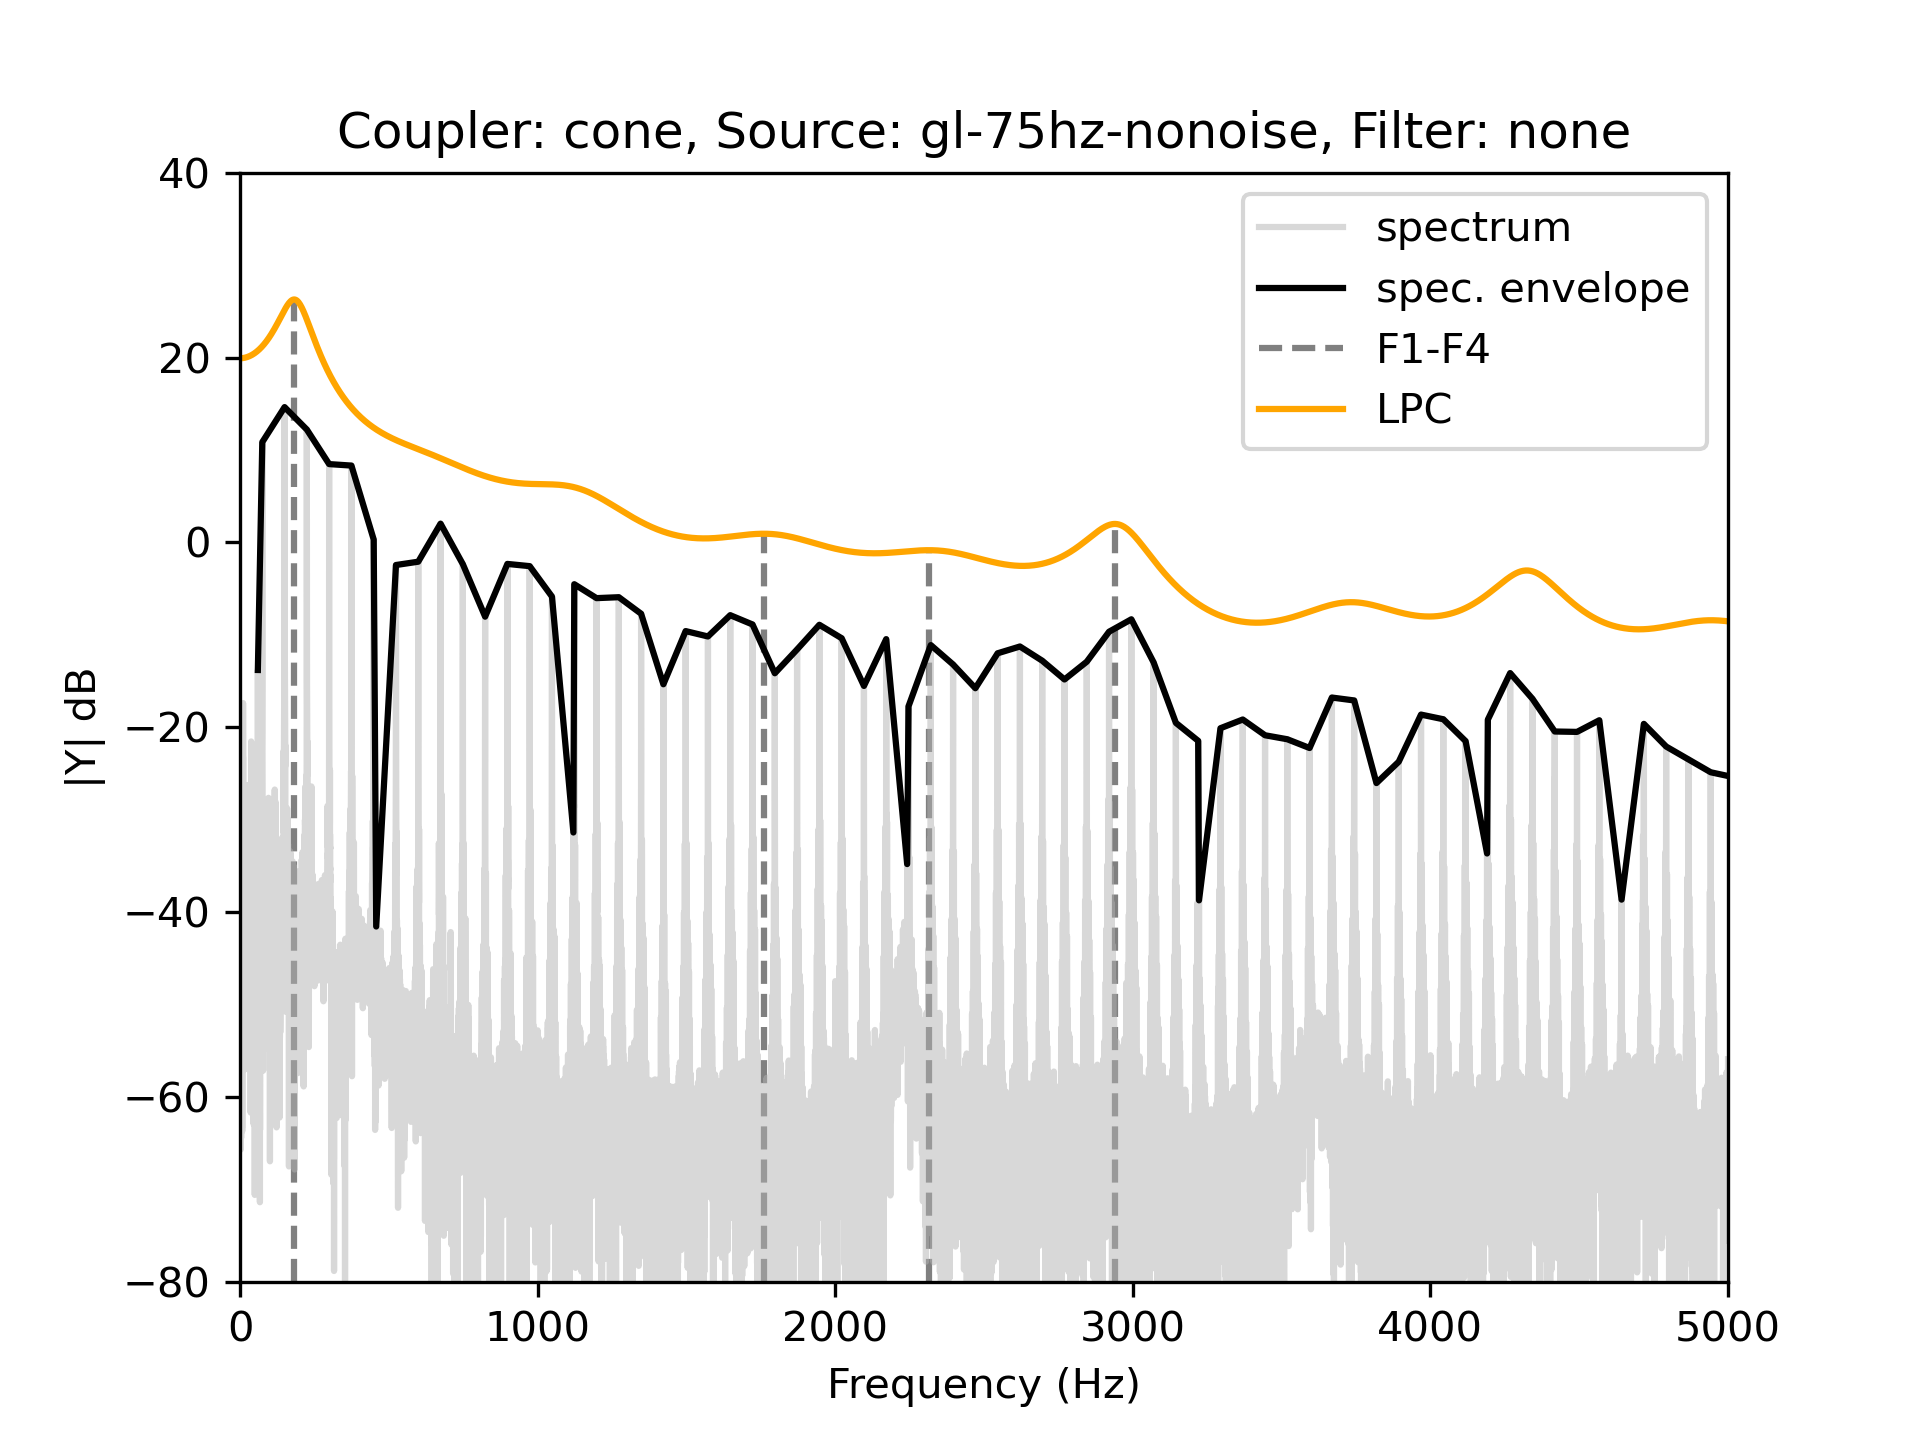 Coupler: cone, Source: gl-75hz-nonoise, Filter: none
40
20
0
−20
−40
−60
−80
|Y| dB
spectrum
spec. envelope
F1-F4
LPC
0 1000 2000 3000 4000 5000
Frequency (Hz)